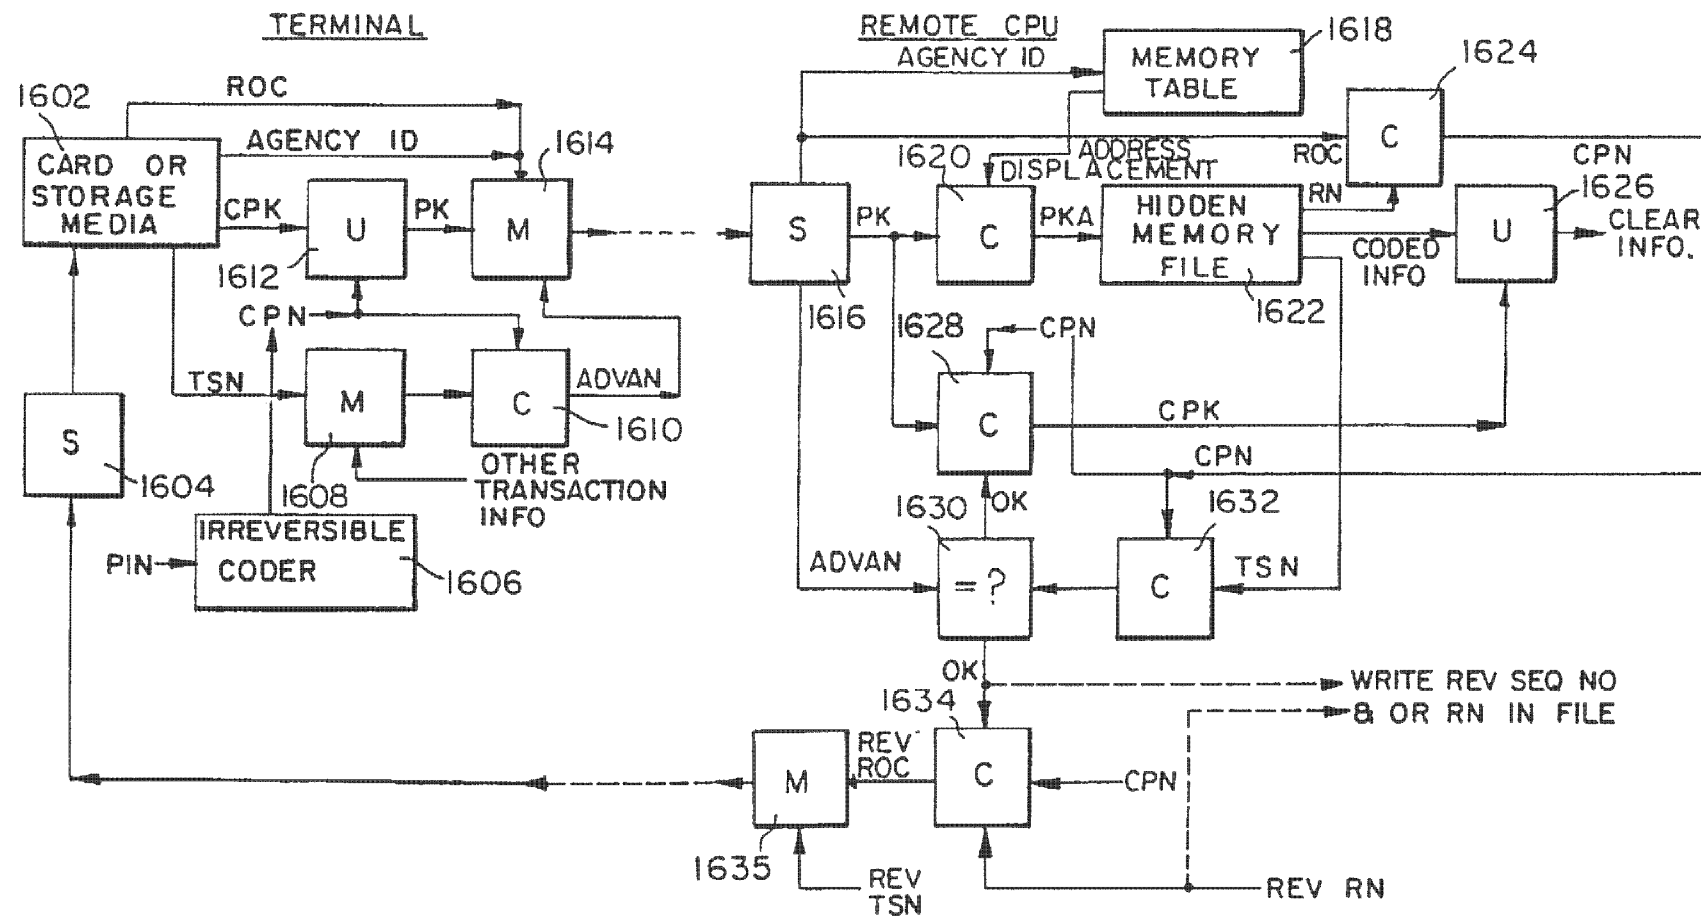 TERMINAL
REMOTE CPU
1602
ROC
AGENCY ID
CARD OR
STORAGE
MEDIA
CPK
U
1612
PK
1614
M
CPN
TSN
M
1608
C
ADVAN
1610
OTHER
TRANSACTION
INFO
S
1604
IRREVERSIBLE
CODER
PIN
1606
AGENCY ID
MEMORY
TABLE
1618
1624
C
CPN
ROC
RN
ADDRESS
DISPLACEMENT
1620
S
1616
PK
C
PKA
HIDDEN
MEMORY
FILE
1622
CODED
INFO
U
1626
CLEAR
INFO.
1628
CPN
C
CPK
CPN
OK
1630
1632
ADVAN
= ?
C
TSN
OK
WRITE REV SEQ NO
& OR RN IN FILE
1634
REV
ROC
M
C
CPN
1635
REV
TSN
REV RN